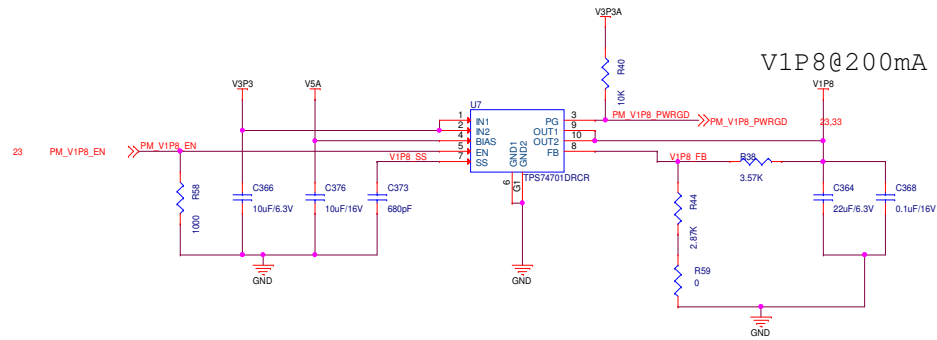 V3P3A
V1P8@200mA
V3P3
V5A
V1P8
R40
10K
U7
1
IN1
PG
3
PM_V1P8_PWRGD
PM_V1P8_PWRGD
23,33
2
IN2
OUT1
9
4
BIAS
OUT2
10
23
PM_V1P8_EN
PM_V1P8_EN
5
EN
FB
8
V1P8_SS
7
SS
GND1
GND2
TPS74701DRCR
6
G1
V1P8_FB
R38
3.57K
R58
1000
C366
10uF/6.3V
C376
10uF/16V
C373
680pF
R44
2.87K
C364
22uF/6.3V
C368
0.1uF/16V
R59
0
GND
GND
GND